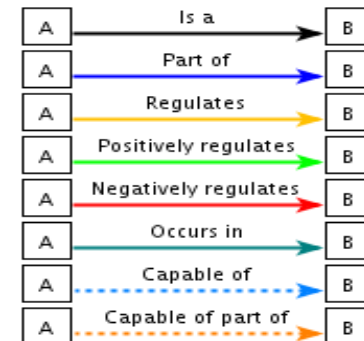 A Is a B
A Part of B
A Regulates B
A Positively regulates B
A Negatively regulates B
A Occurs in B
A Capable of B
A Capable of part of B